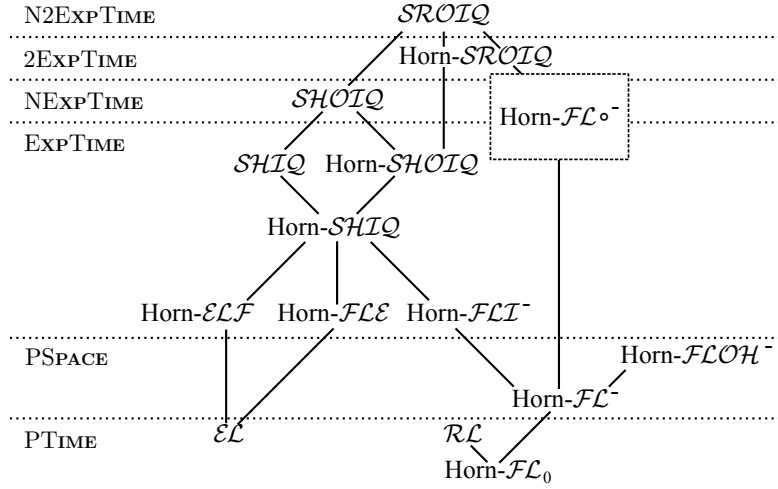 N2EXPTIME 𝒮ℛ𝒪ℐ𝒬
2EXPTIME Horn-𝒮ℛ𝒪ℐ𝒬
NEXPTIME 𝒮ℋ𝒪ℐ𝒬
Horn-ℱℒ∘⁻
EXPTIME
𝒮ℋℐ𝒬 Horn-𝒮ℋ𝒪ℐ𝒬
Horn-𝒮ℋℐ𝒬
Horn-ℰℒℱ Horn-ℱℒℰ Horn-ℱℒℐ⁻
PSPACE Horn-ℱℒ𝒪ℋ⁻
Horn-ℱℒ⁻
PTIME ℰℒ ℛℒ
Horn-ℱℒ₀